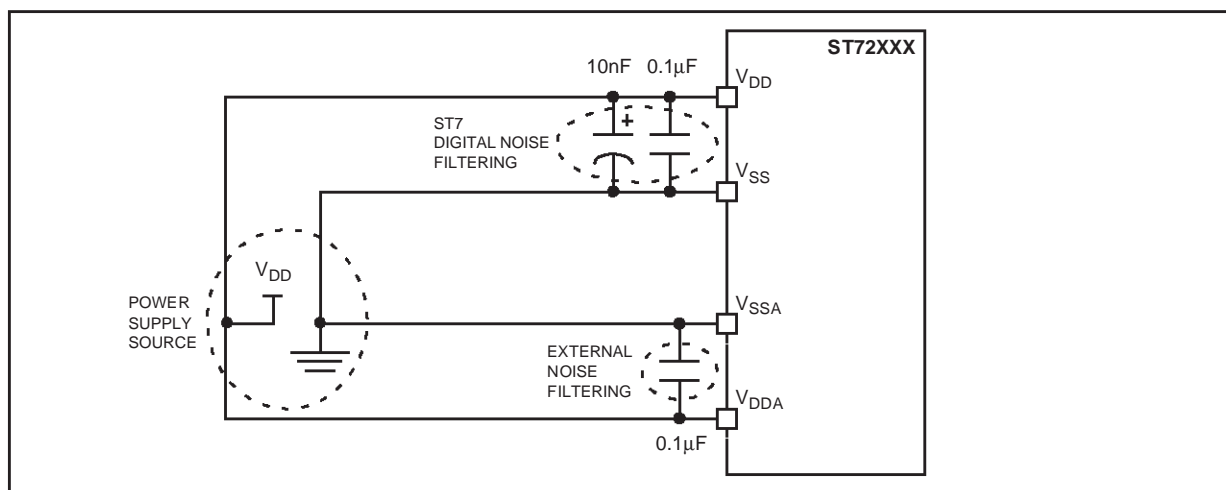 ST72XXX
10nF 0.1μF
VDD
ST7
DIGITAL NOISE
FILTERING
VSS
VDD
POWER
SUPPLY
SOURCE
VSSA
EXTERNAL
NOISE
FILTERING
VDDA
0.1μF
+